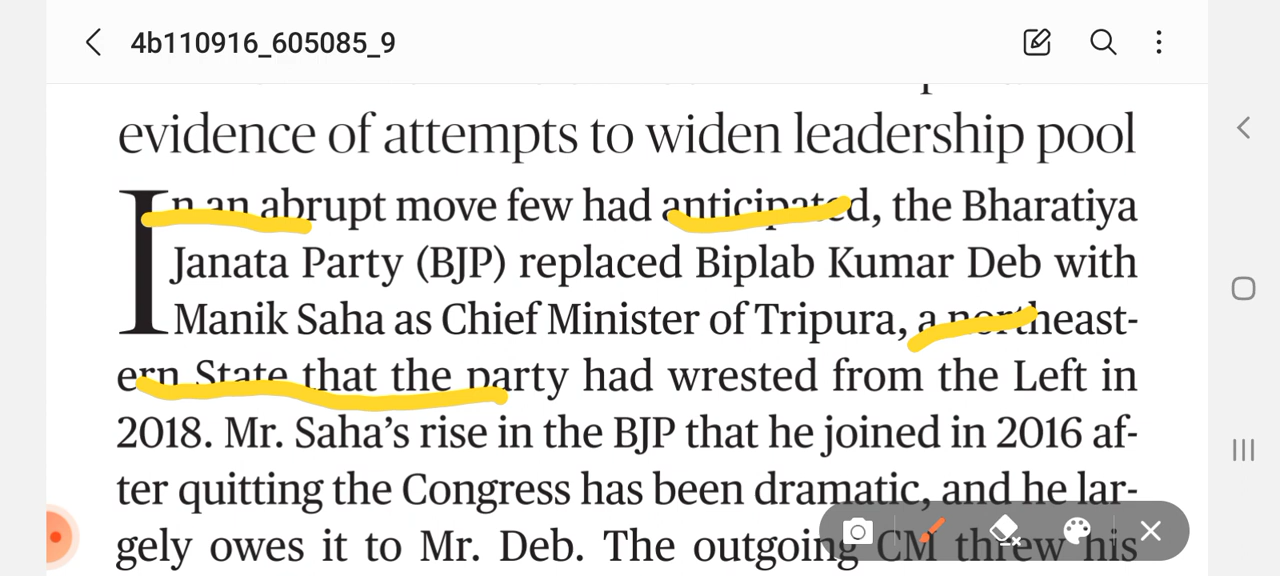 4b110916_605085_9
evidence of attempts to widen leadership pool
In an abrupt move few had anticipated, the Bharatiya
Janata Party (BJP) replaced Biplab Kumar Deb with
Manik Saha as Chief Minister of Tripura, a northeast-
ern State that the party had wrested from the Left in
2018. Mr. Saha’s rise in the BJP that he joined in 2016 af-
ter quitting the Congress has been dramatic, and he lar-
gely owes it to Mr. Deb. The outgoing CM threw his